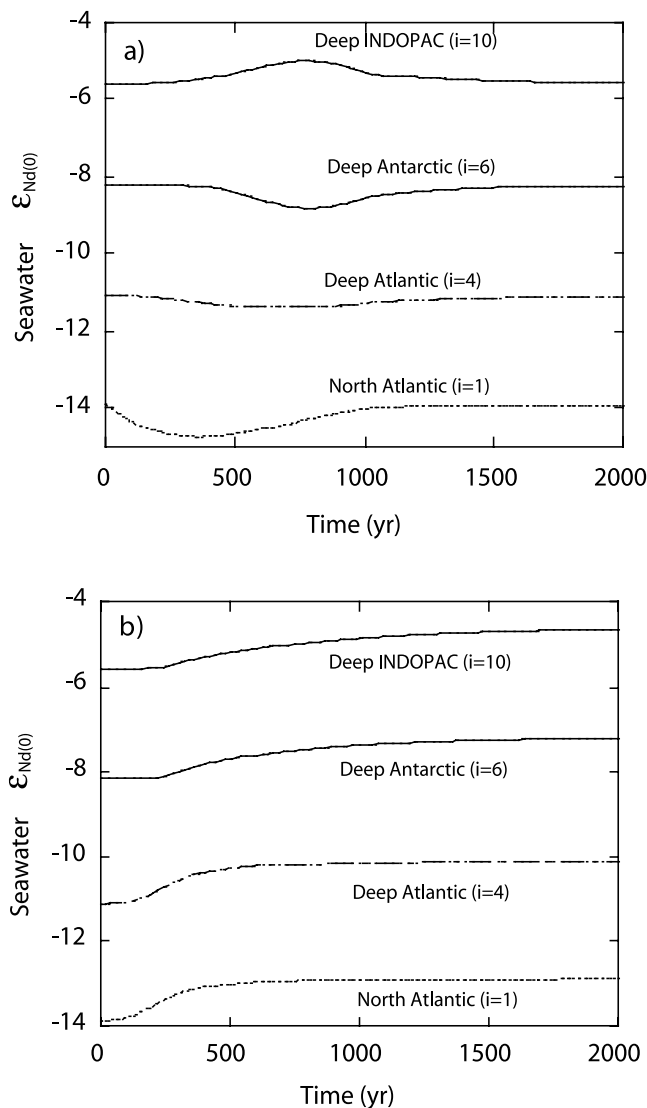 a)
-4
-6
-8
-10
-12
-14
Seawater εNd(0)
Deep INDOPAC (i=10)
Deep Antarctic (i=6)
Deep Atlantic (i=4)
North Atlantic (i=1)
0 500 1000 1500 2000
Time (yr)
b)
-4
-6
-8
-10
-12
-14
Seawater εNd(0)
Deep INDOPAC (i=10)
Deep Antarctic (i=6)
Deep Atlantic (i=4)
North Atlantic (i=1)
0 500 1000 1500 2000
Time (yr)